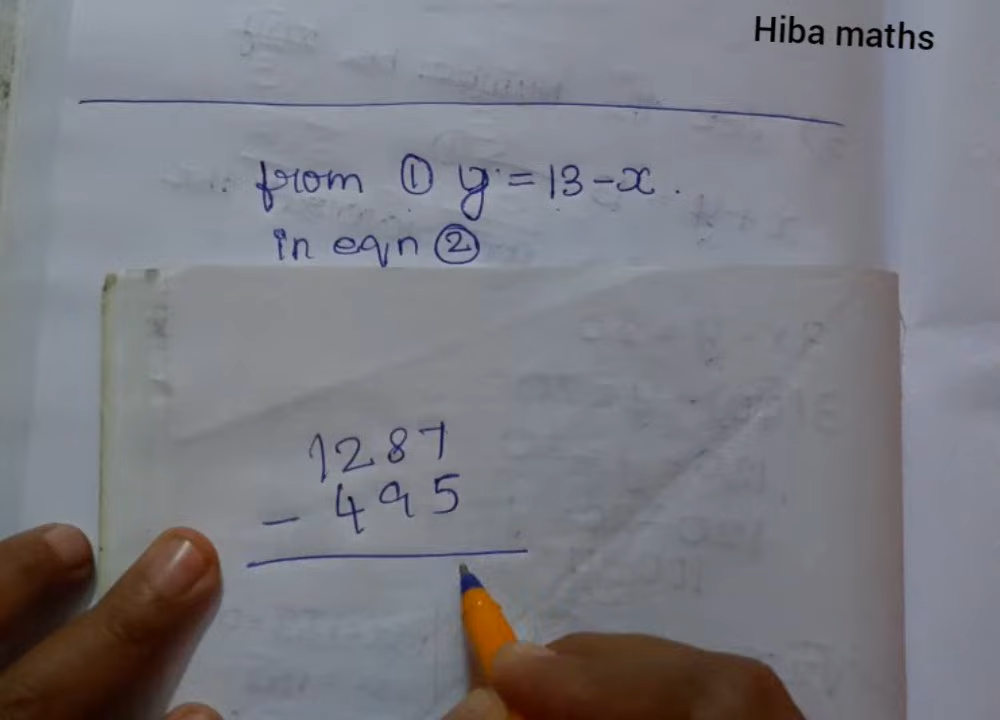 Hiba maths
from ① y = 13 - x.
in eqn ②
1287
- 495